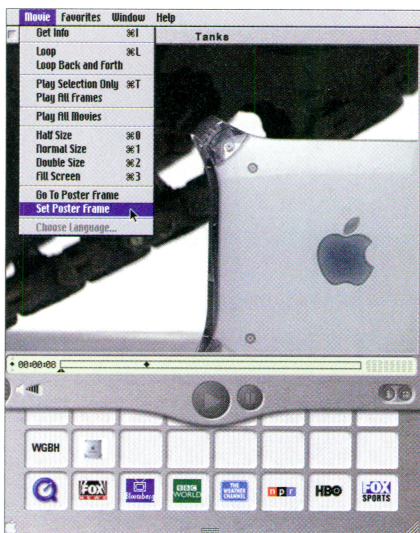 Movie Favorites Window Help
Tanks
Get Info ⌘I
Loop ⌘L
Loop Back and Forth
Play Selection Only ⌘T
Play All Frames
Play All Movies
Half Size ⌘0
Normal Size ⌘1
Double Size ⌘2
Fill Screen ⌘3
Go To Poster Frame
Set Poster Frame
Choose Language...
00:00:08
WGBH
FOX NEWS
Bloomberg
BBC WORLD
THE WEATHER CHANNEL
npr
HBO
FOX SPORTS